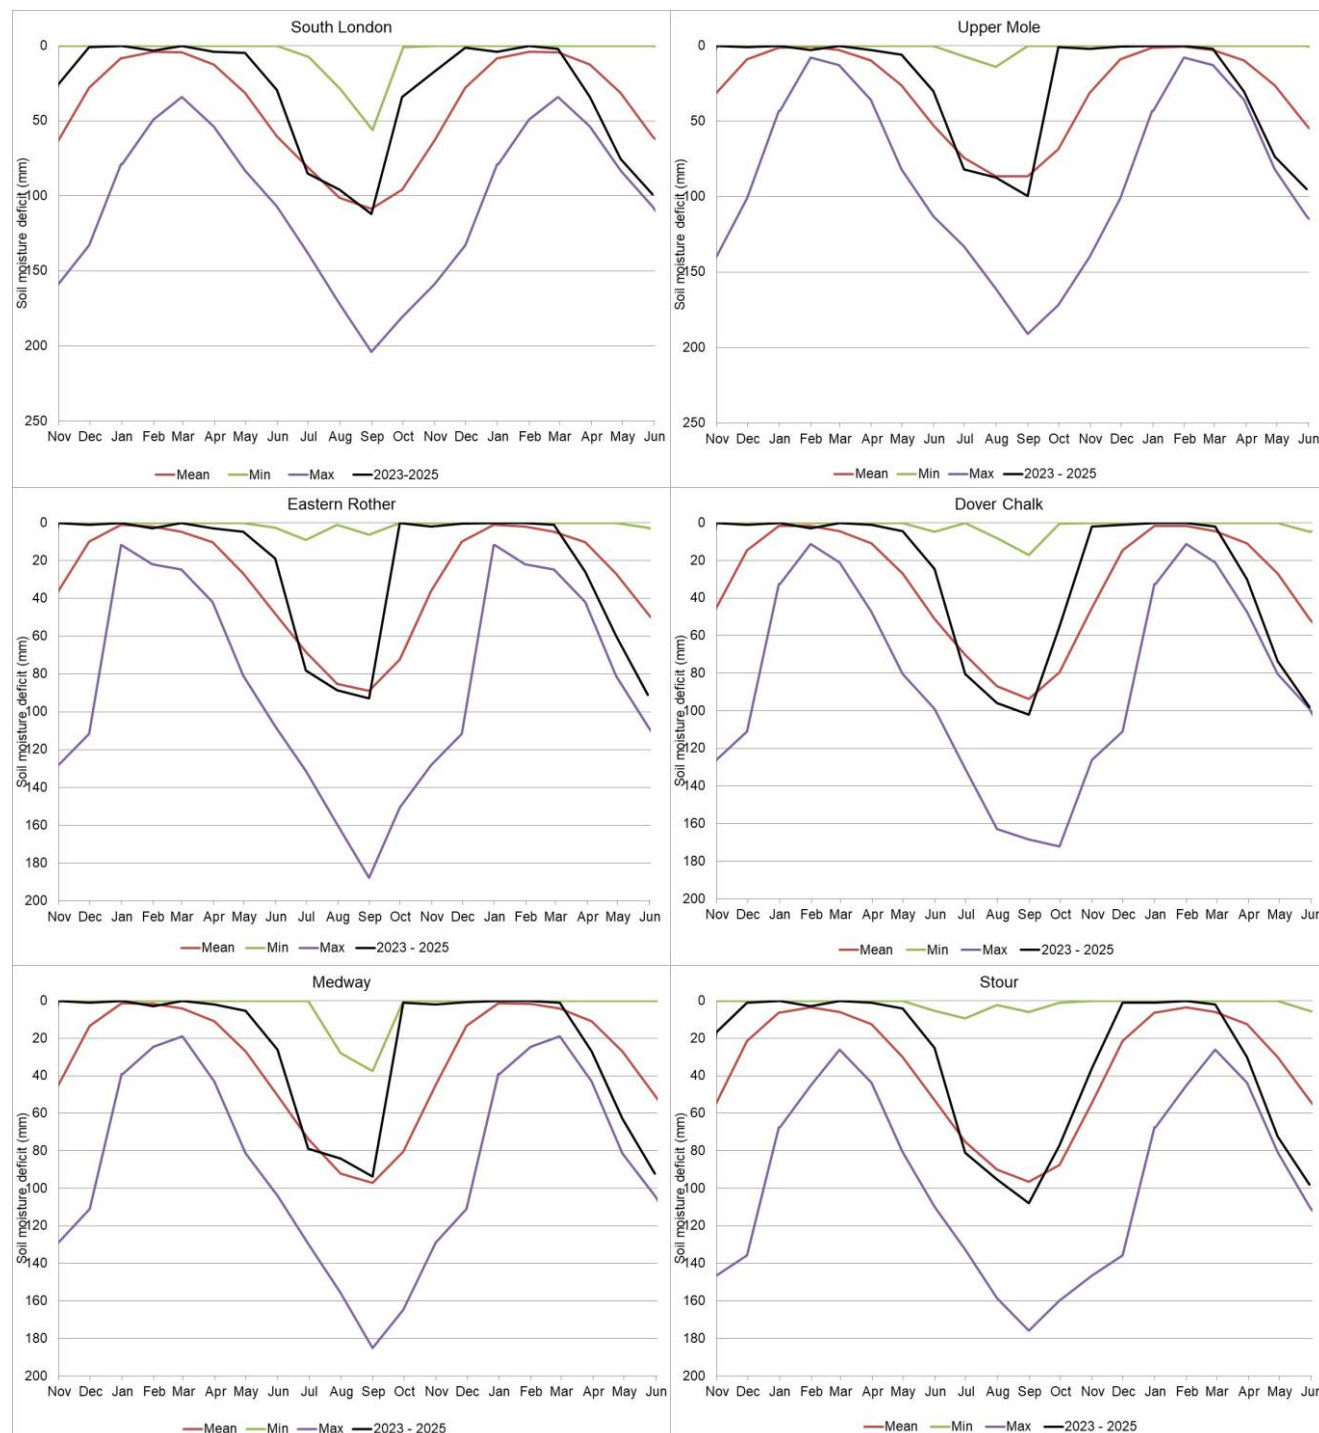 South London
Soil moisture deficit (mm)
0
50
100
150
200
250
Nov Dec Jan Feb Mar Apr May Jun Jul Aug Sep Oct Nov Dec Jan Feb Mar Apr May Jun
Mean Min Max 2023-2025
Upper Mole
Soil moisture deficit (mm)
0
50
100
150
200
250
Nov Dec Jan Feb Mar Apr May Jun Jul Aug Sep Oct Nov Dec Jan Feb Mar Apr May Jun
Mean Min Max 2023 - 2025
Eastern Rother
Soil moisture deficit (mm)
0
20
40
60
80
100
120
140
160
180
200
Nov Dec Jan Feb Mar Apr May Jun Jul Aug Sep Oct Nov Dec Jan Feb Mar Apr May Jun
Mean Min Max 2023 - 2025
Dover Chalk
Soil moisture deficit (mm)
0
20
40
60
80
100
120
140
160
180
200
Nov Dec Jan Feb Mar Apr May Jun Jul Aug Sep Oct Nov Dec Jan Feb Mar Apr May Jun
Mean Min Max 2023 - 2025
Medway
Soil moisture deficit (mm)
0
20
40
60
80
100
120
140
160
180
200
Nov Dec Jan Feb Mar Apr May Jun Jul Aug Sep Oct Nov Dec Jan Feb Mar Apr May Jun
Mean Min Max 2023 - 2025
Stour
Soil moisture deficit (mm)
0
20
40
60
80
100
120
140
160
180
200
Nov Dec Jan Feb Mar Apr May Jun Jul Aug Sep Oct Nov Dec Jan Feb Mar Apr May Jun
Mean Min Max 2023 - 2025